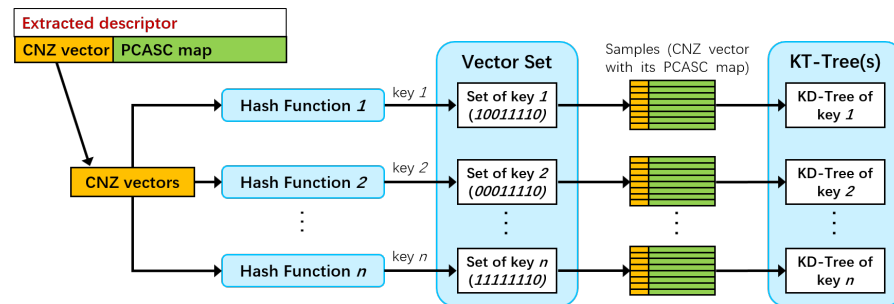 Extracted descriptor
CNZ vector PCASC map
Vector Set
Samples (CNZ vector
with its PCASC map)
KT-Tree(s)
Hash Function 1
key 1
Set of key 1
(10011110)
KD-Tree of
key 1
CNZ vectors
Hash Function 2
key 2
Set of key 2
(00011110)
KD-Tree of
key 2
Hash Function n
key n
Set of key n
(11111110)
KD-Tree of
key n